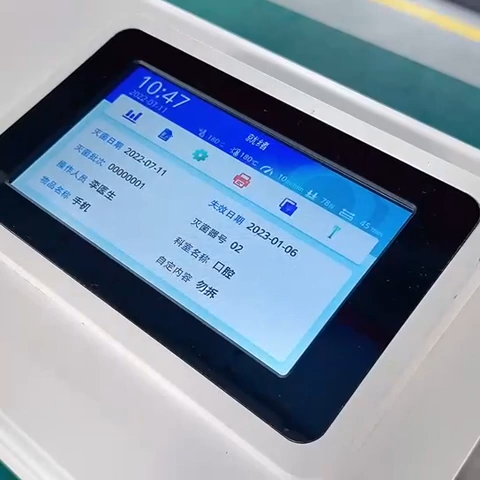 10:47
2022-07-11
就绪
180℃
78N
45 mm
灭菌日期 2022-07-11
失效日期 2023-01-06
灭菌批次 00000001
灭菌器号 02
操作人员 李医生
科室名称 口腔
物品名称 手机
自定内容 勿拆